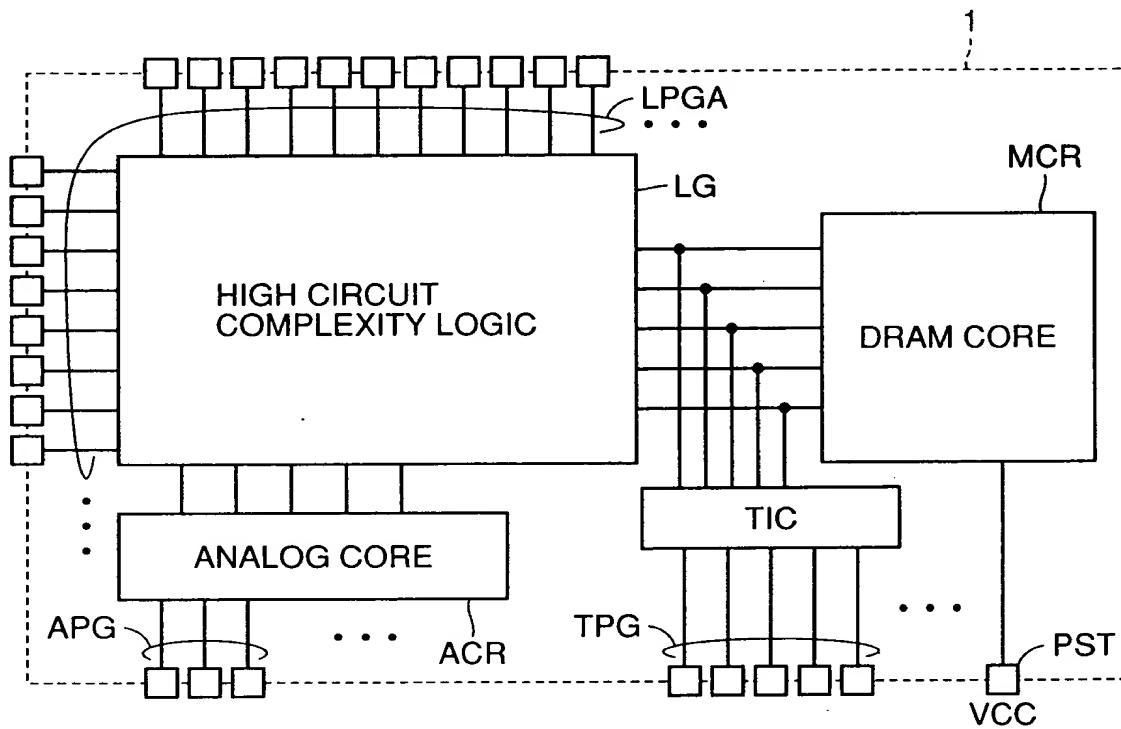 1
LPGA
LG
MCR
HIGH CIRCUIT
COMPLEXITY LOGIC
DRAM CORE
TIC
ANALOG CORE
APG
ACR
TPG
PST
VCC